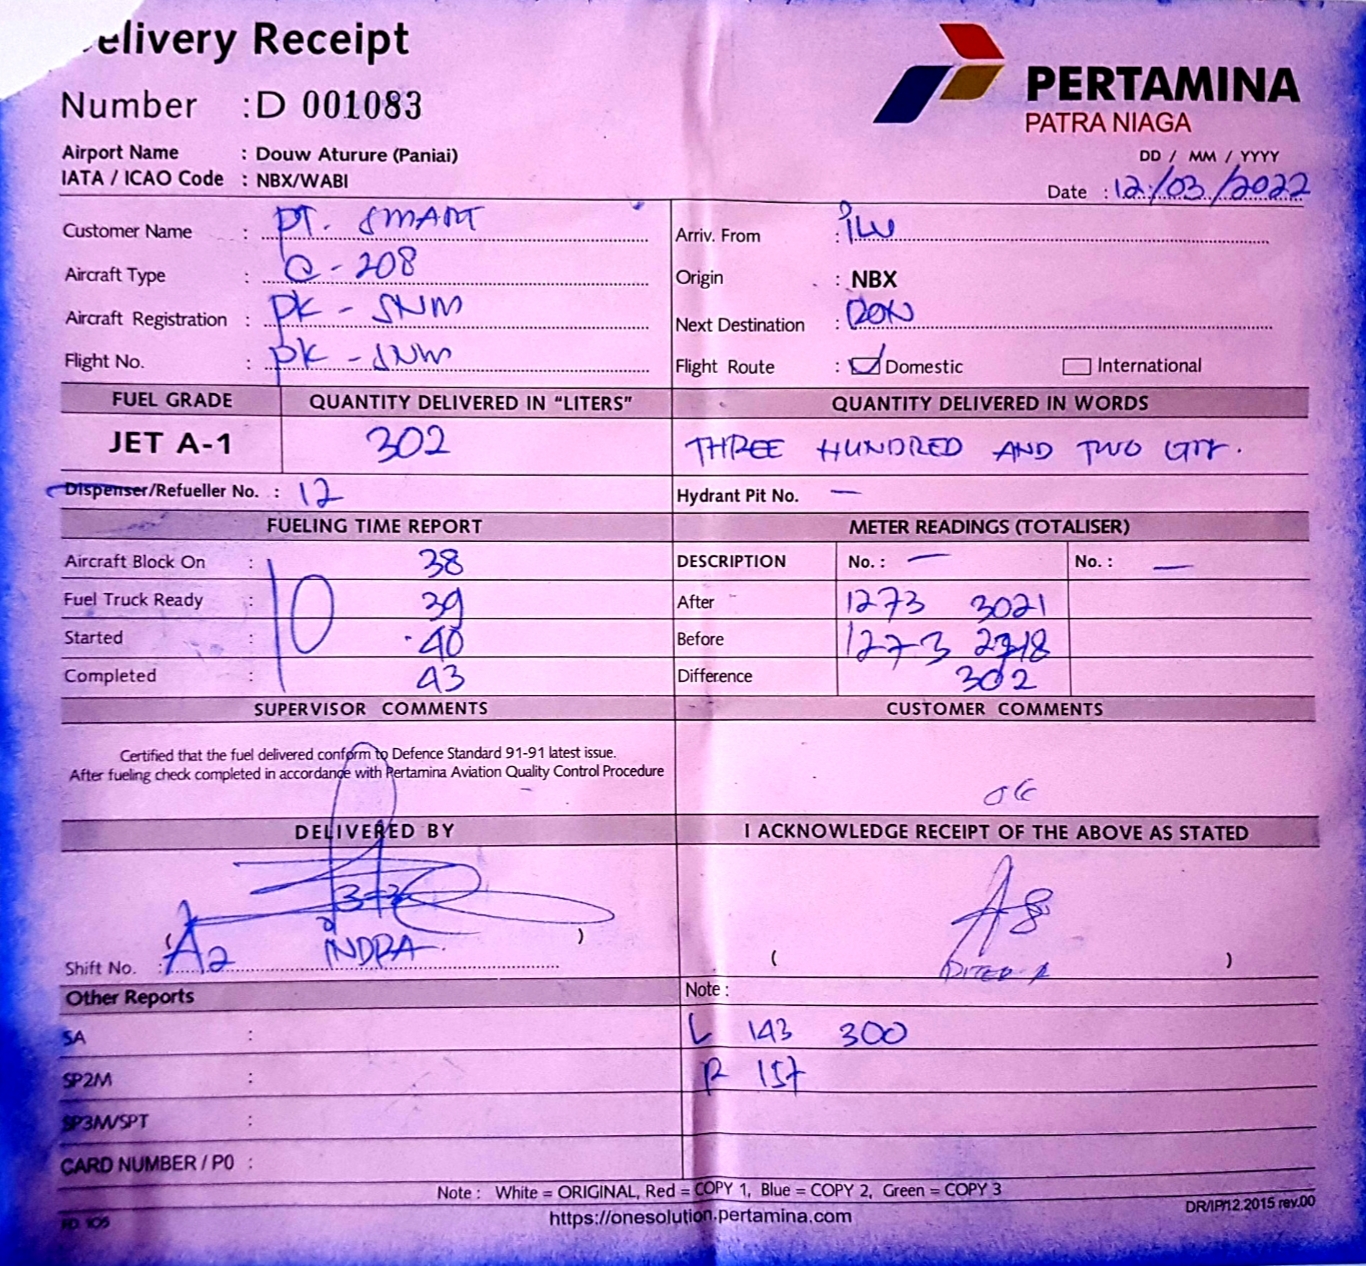 elivery Receipt
PERTAMINA
PATRA NIAGA
Number : D 001083
Airport Name : Douw Aturure (Paniai)
IATA / ICAO Code : NBX/WABI
DD / MM / YYYY
Date : 12/03/2022
Customer Name : PT. SMART
Arriv. From : ILU
Aircraft Type : C-208
Origin : NBX
Aircraft Registration : PK - SNM
Next Destination : RON
Flight No. : PK - SNM
Flight Route : Domestic International
FUEL GRADE QUANTITY DELIVERED IN "LITERS" QUANTITY DELIVERED IN WORDS
JET A-1 302 THREE HUNDRED AND TWO LTR.
Dispenser/Refueller No. : 12 Hydrant Pit No. —
FUELING TIME REPORT METER READINGS (TOTALISER)
Aircraft Block On : 38 DESCRIPTION No. : — No. : —
Fuel Truck Ready : 10 39 After 1273 3021
Started : 40 Before 1273
Completed : 43 Difference 302
SUPERVISOR COMMENTS CUSTOMER COMMENTS
Certified that the fuel delivered conform to Defence Standard 91-91 latest issue.
After fueling check completed in accordance with Pertamina Aviation Quality Control Procedure
OK
DELIVERED BY I ACKNOWLEDGE RECEIPT OF THE ABOVE AS STATED
INDRA
Shift No. : A2 ) ( )
Other Reports Note :
SA : L 143 300
SP2M : R 157
SP3M/SPT :
CARD NUMBER / PO :
Note : White = ORIGINAL, Red = COPY 1, Blue = COPY 2, Green = COPY 3
https://onesolution.pertamina.com
DR/IP/12.2015 rev.00